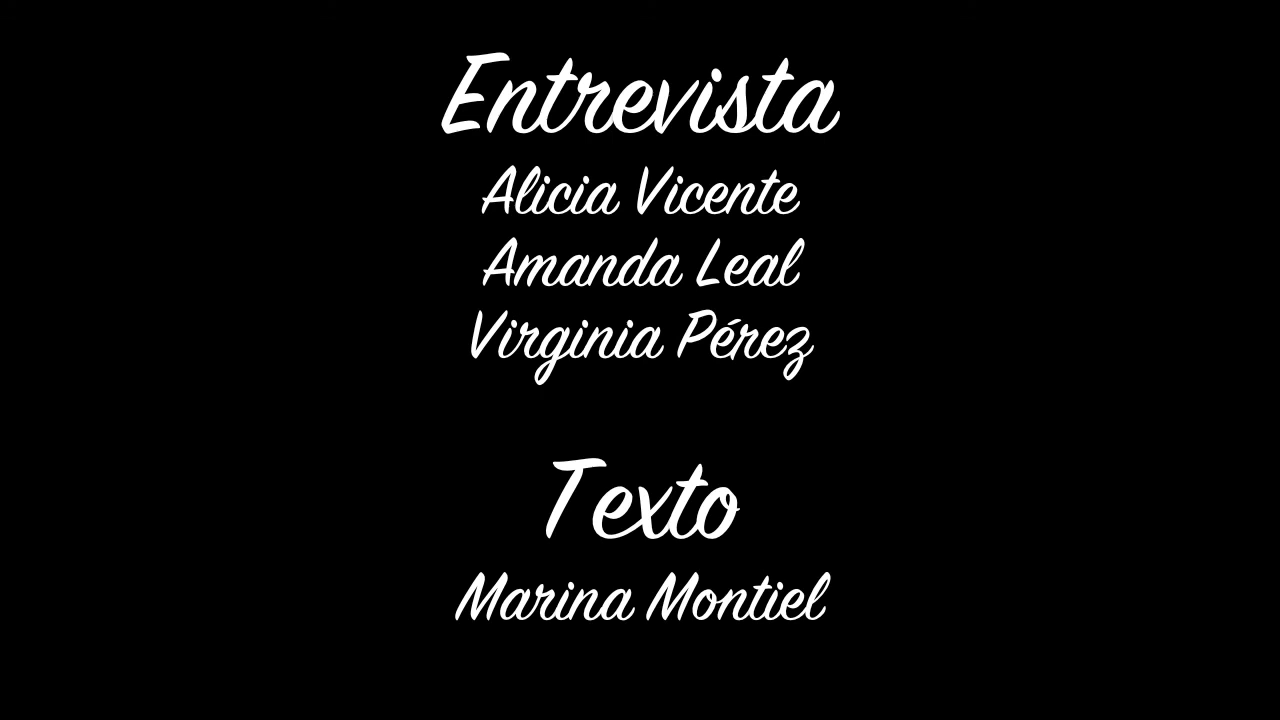 Entrevista
Alicia Vicente
Amanda Leal
Virginia Pérez
Texto
Marina Montiel